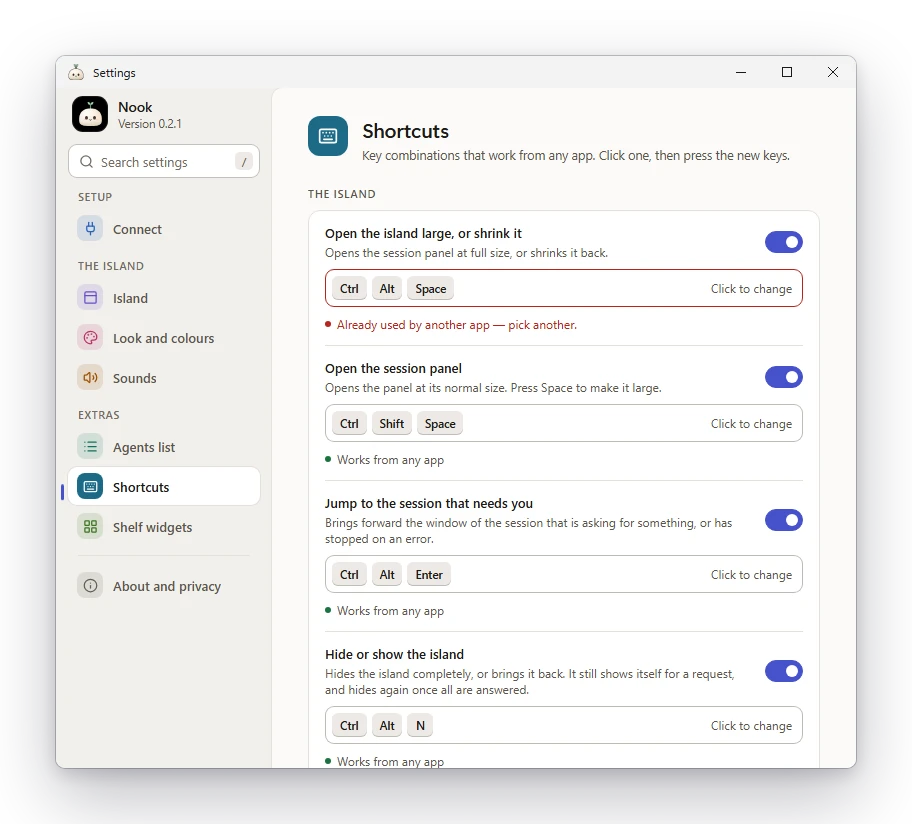 Settings
Nook
Version 0.2.1
Search settings /
SETUP
Connect
THE ISLAND
Island
Look and colours
Sounds
EXTRAS
Agents list
Shortcuts
Shelf widgets
About and privacy
Shortcuts
Key combinations that work from any app. Click one, then press the new keys.
THE ISLAND
Open the island large, or shrink it
Opens the session panel at full size, or shrinks it back.
Ctrl Alt Space Click to change
Already used by another app — pick another.
Open the session panel
Opens the panel at its normal size. Press Space to make it large.
Ctrl Shift Space Click to change
Works from any app
Jump to the session that needs you
Brings forward the window of the session that is asking for something, or has
stopped on an error.
Ctrl Alt Enter Click to change
Works from any app
Hide or show the island
Hides the island completely, or brings it back. It still shows itself for a request,
and hides again once all are answered.
Ctrl Alt N Click to change
Works from any app